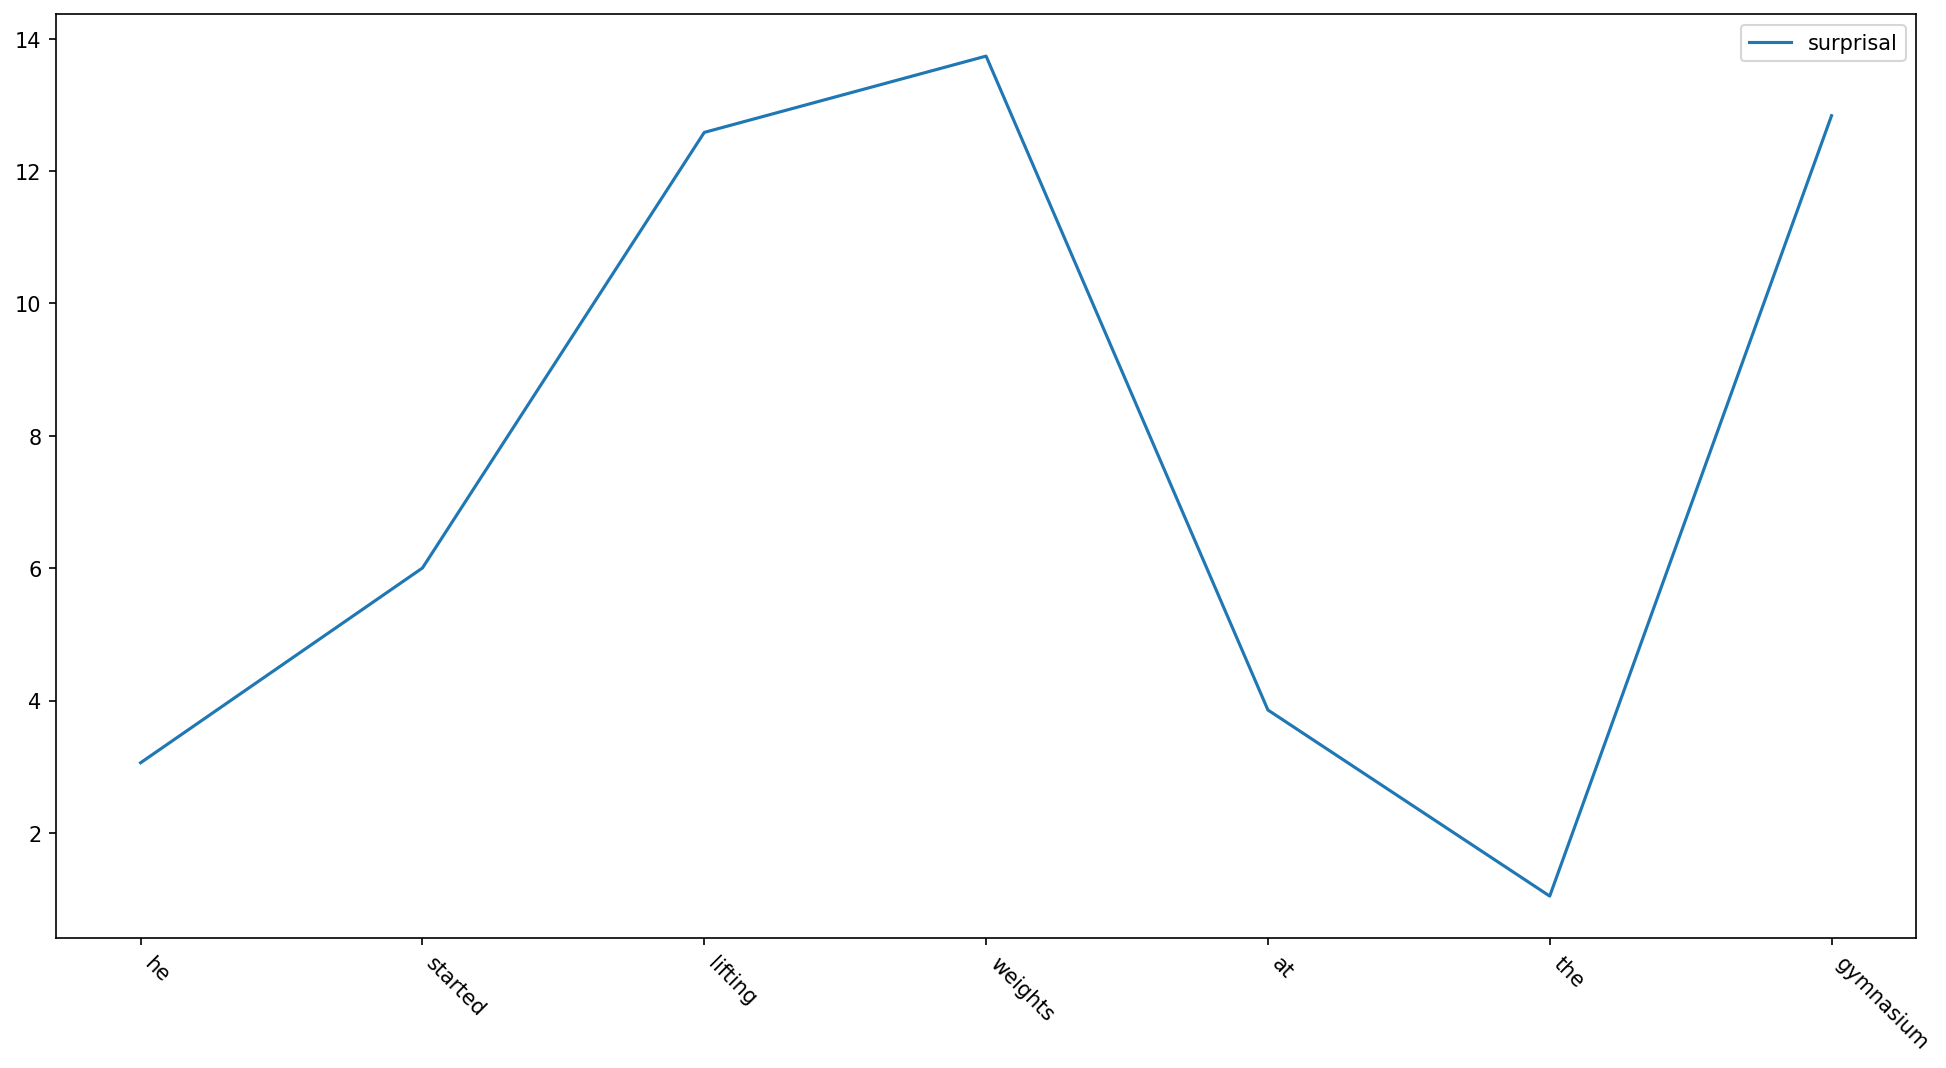 surprisal
14
12
10
8
6
4
2
he
started
lifting
weights
at
the
gymnasium